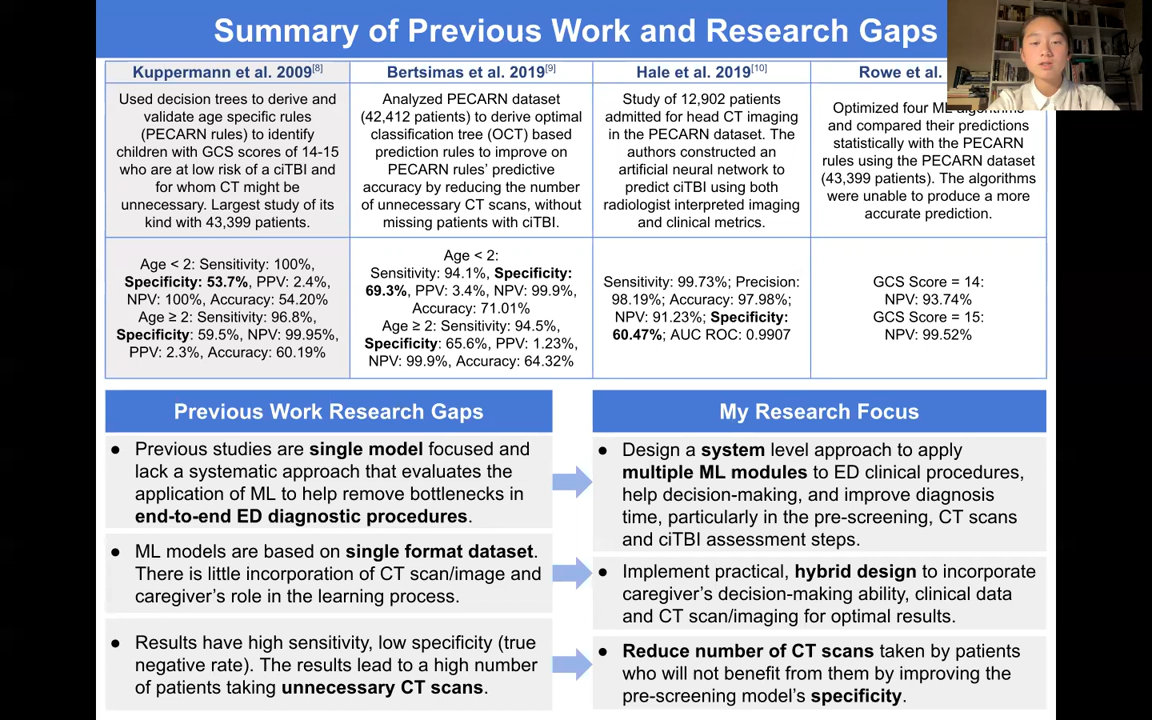 Summary of Previous Work and Research Gaps
Kuppermann et al. 2009[8]
Used decision trees to derive and
validate age specific rules
(PECARN rules) to identify
children with GCS scores of 14-15
who are at low risk of a ciTBI and
for whom CT might be
unnecessary. Largest study of its
kind with 43,399 patients.
Age < 2: Sensitivity: 100%,
Specificity: 53.7%, PPV: 2.4%,
NPV: 100%, Accuracy: 54.20%
Age ≥ 2: Sensitivity: 96.8%,
Specificity: 59.5%, NPV: 99.95%,
PPV: 2.3%, Accuracy: 60.19%
Bertsimas et al. 2019[9]
Analyzed PECARN dataset
(42,412 patients) to derive optimal
classification tree (OCT) based
prediction rules to improve on
PECARN rules’ predictive
accuracy by reducing the number
of unnecessary CT scans, without
missing patients with ciTBI.
Age < 2:
Sensitivity: 94.1%, Specificity:
69.3%, PPV: 3.4%, NPV: 99.9%,
Accuracy: 71.01%
Age ≥ 2: Sensitivity: 94.5%,
Specificity: 65.6%, PPV: 1.23%,
NPV: 99.9%, Accuracy: 64.32%
Hale et al. 2019[10]
Study of 12,902 patients
admitted for head CT imaging
in the PECARN dataset. The
authors constructed an
artificial neural network to
predict ciTBI using both
radiologist interpreted imaging
and clinical metrics.
Sensitivity: 99.73%; Precision:
98.19%; Accuracy: 97.98%;
NPV: 91.23%; Specificity:
60.47%; AUC ROC: 0.9907
Rowe et al.
Optimized four ML algorithms
and compared their predictions
statistically with the PECARN
rules using the PECARN dataset
(43,399 patients). The algorithms
were unable to produce a more
accurate prediction.
GCS Score = 14:
NPV: 93.74%
GCS Score = 15:
NPV: 99.52%
Previous Work Research Gaps
● Previous studies are single model focused and
lack a systematic approach that evaluates the
application of ML to help remove bottlenecks in
end-to-end ED diagnostic procedures.
● ML models are based on single format dataset.
There is little incorporation of CT scan/image and
caregiver’s role in the learning process.
● Results have high sensitivity, low specificity (true
negative rate). The results lead to a high number
of patients taking unnecessary CT scans.
My Research Focus
● Design a system level approach to apply
multiple ML modules to ED clinical procedures,
help decision-making, and improve diagnosis
time, particularly in the pre-screening, CT scans
and ciTBI assessment steps.
● Implement practical, hybrid design to incorporate
caregiver’s decision-making ability, clinical data
and CT scan/imaging for optimal results.
● Reduce number of CT scans taken by patients
who will not benefit from them by improving the
pre-screening model’s specificity.